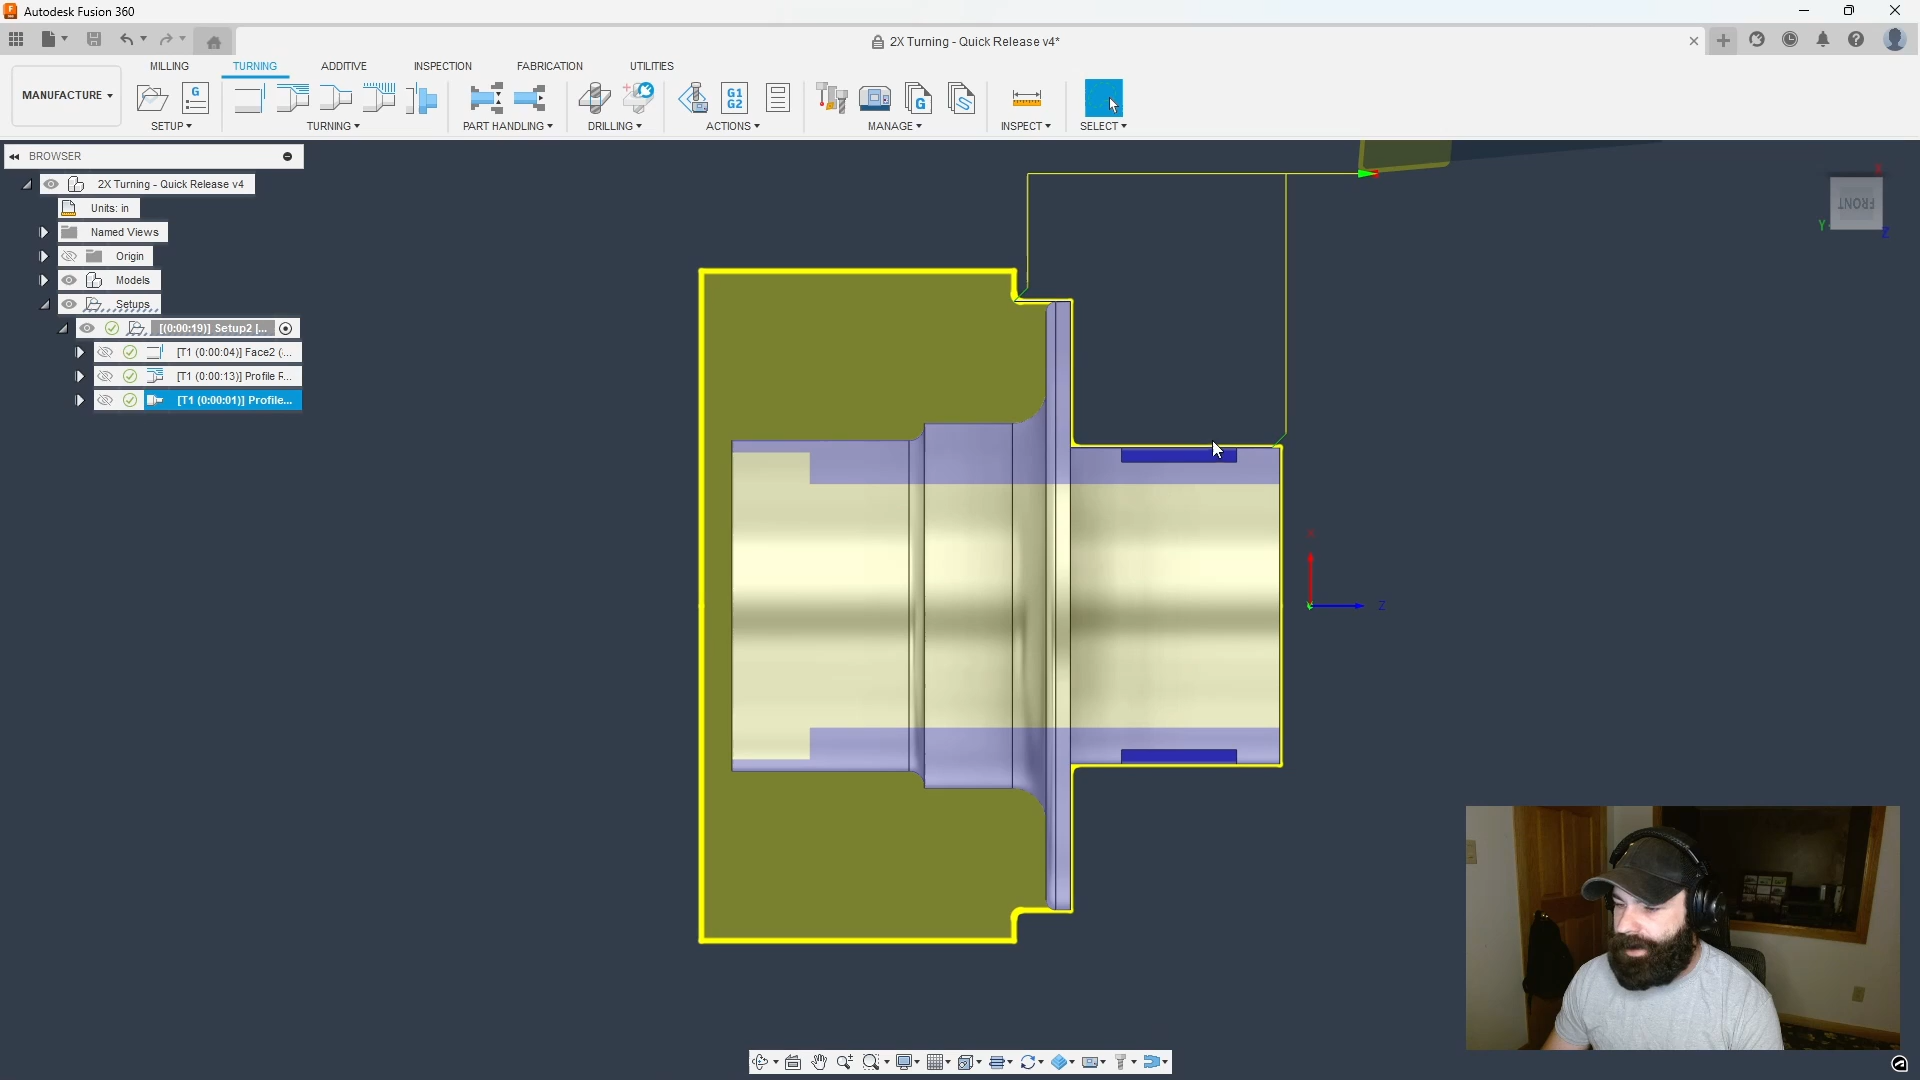 Autodesk Fusion 360
2X Turning - Quick Release v4*
MILLING TURNING ADDITIVE INSPECTION FABRICATION UTILITIES
MANUFACTURE
G
G1
G2
G
SETUP TURNING PART HANDLING DRILLING ACTIONS MANAGE INSPECT SELECT
BROWSER
2X Turning - Quick Release v4
Units: in
Named Views
Origin
Models
Setups
[(0:00:19)] Setup2 |...
[T1 (0:00:04)] Face2 (...
[T1 (0:00:13)] Profile R...
[T1 (0:00:01)] Profile...
FRONT
Y
Z
Z